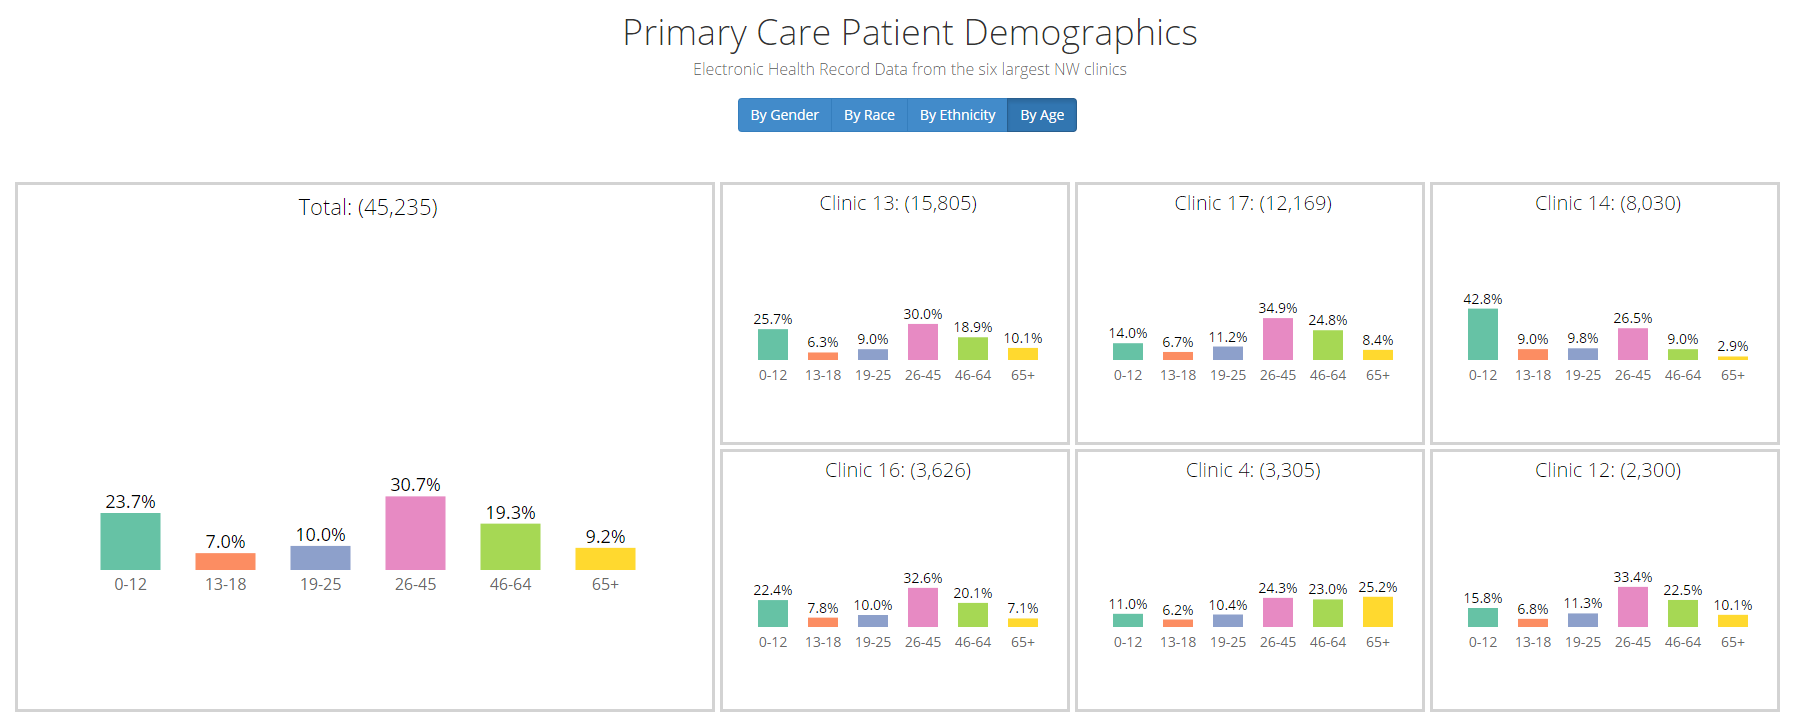 Primary Care Patient Demographics
Electronic Health Record Data from the six largest NW clinics
By Gender By Race By Ethnicity By Age
Total: (45,235)
23.7% 7.0% 10.0% 30.7% 19.3% 9.2%
0-12 13-18 19-25 26-45 46-64 65+
Clinic 13: (15,805)
25.7% 6.3% 9.0% 30.0% 18.9% 10.1%
0-12 13-18 19-25 26-45 46-64 65+
Clinic 17: (12,169)
14.0% 6.7% 11.2% 34.9% 24.8% 8.4%
0-12 13-18 19-25 26-45 46-64 65+
Clinic 14: (8,030)
42.8% 9.0% 9.8% 26.5% 9.0% 2.9%
0-12 13-18 19-25 26-45 46-64 65+
Clinic 16: (3,626)
22.4% 7.8% 10.0% 32.6% 20.1% 7.1%
0-12 13-18 19-25 26-45 46-64 65+
Clinic 4: (3,305)
11.0% 6.2% 10.4% 24.3% 23.0% 25.2%
0-12 13-18 19-25 26-45 46-64 65+
Clinic 12: (2,300)
15.8% 6.8% 11.3% 33.4% 22.5% 10.1%
0-12 13-18 19-25 26-45 46-64 65+